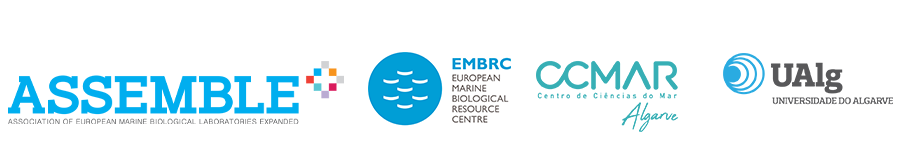 ASSEMBLE
ASSOCIATION OF EUROPEAN MARINE BIOLOGICAL LABORATORIES EXPANDED
EMBRC
EUROPEAN
MARINE
BIOLOGICAL
RESOURCE
CENTRE
CCMAR
Centro de Ciências do Mar
Algarve
UAlg
UNIVERSIDADE DO ALGARVE